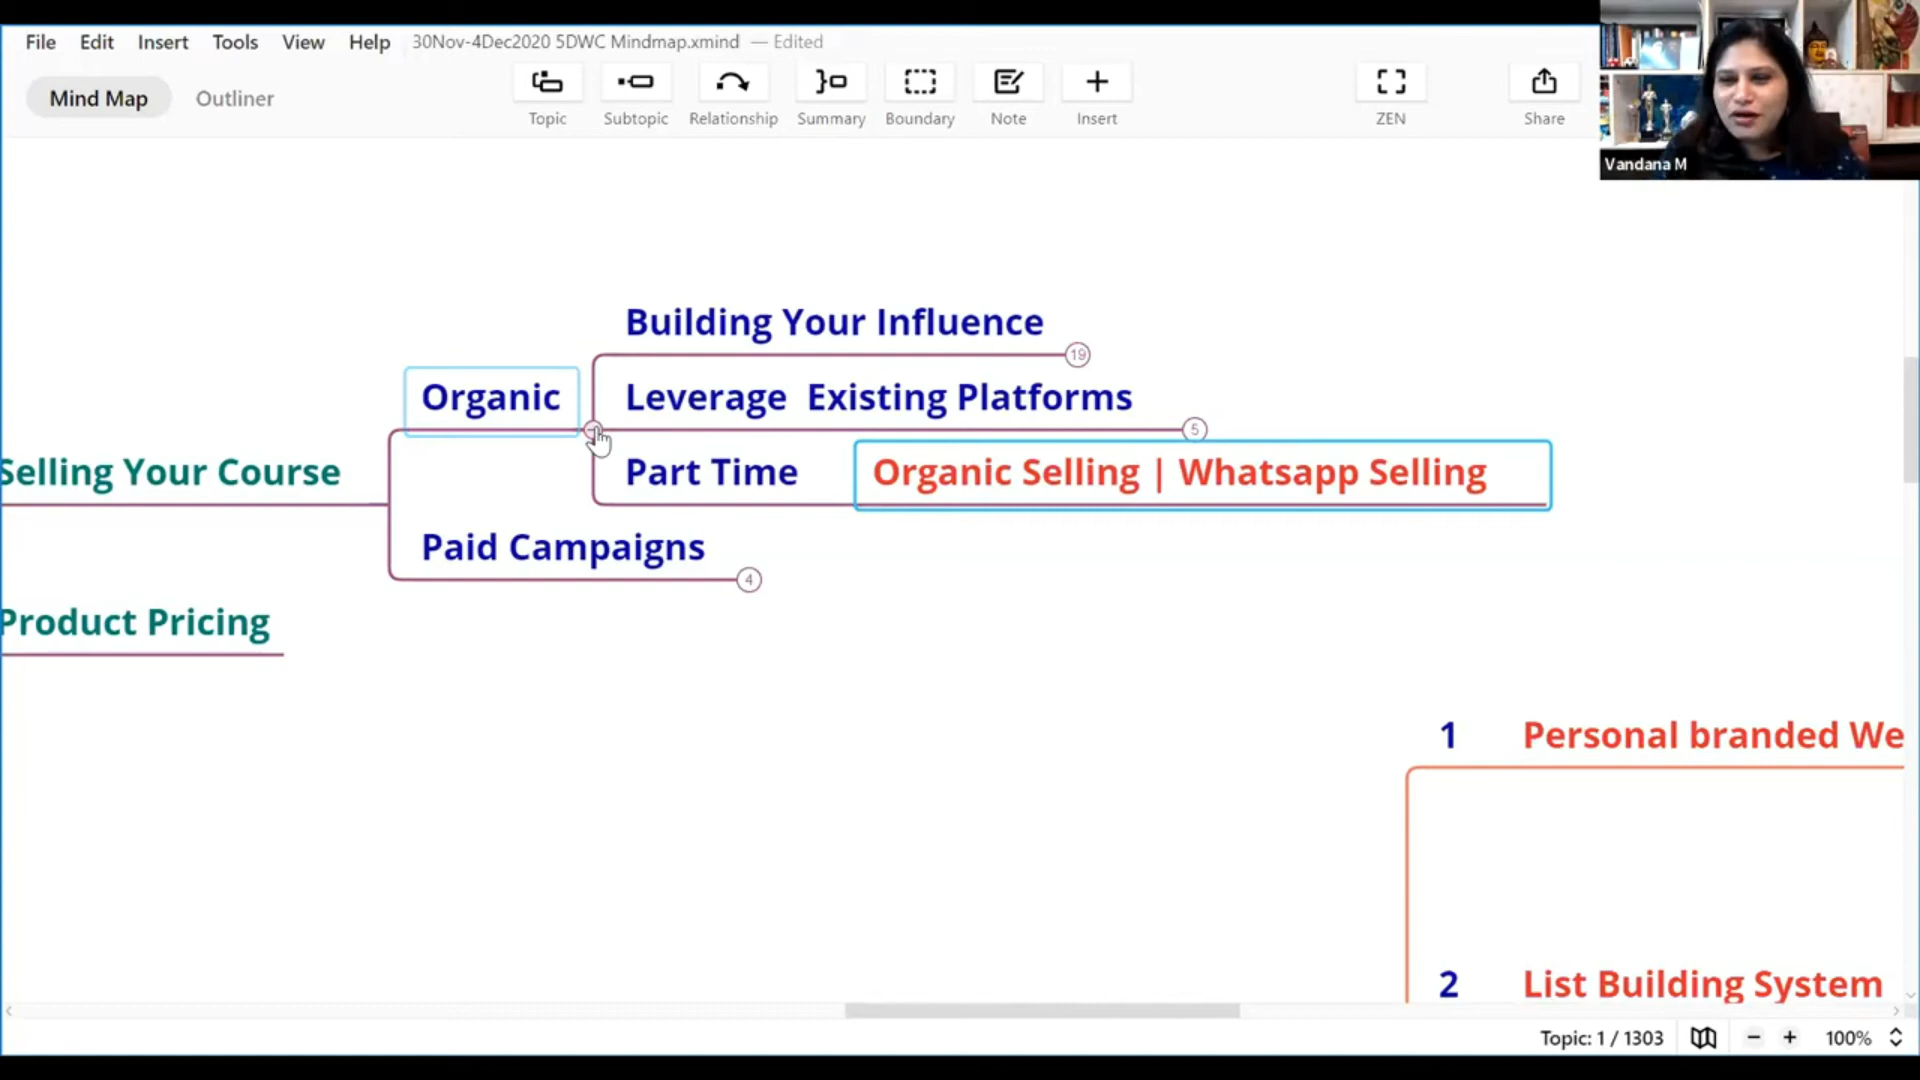 File Edit Insert Tools View Help 30Nov-4Dec2020 5DWC Mindmap.xmind — Edited
Mind Map Outliner
Topic Subtopic Relationship Summary Boundary Note Insert ZEN Share
Vandana M
Building Your Influence
19
Organic
Leverage Existing Platforms
5
Selling Your Course
Part Time
Organic Selling | Whatsapp Selling
Paid Campaigns
4
Product Pricing
1 Personal branded We
2 List Building System
Topic: 1 / 1303
100%